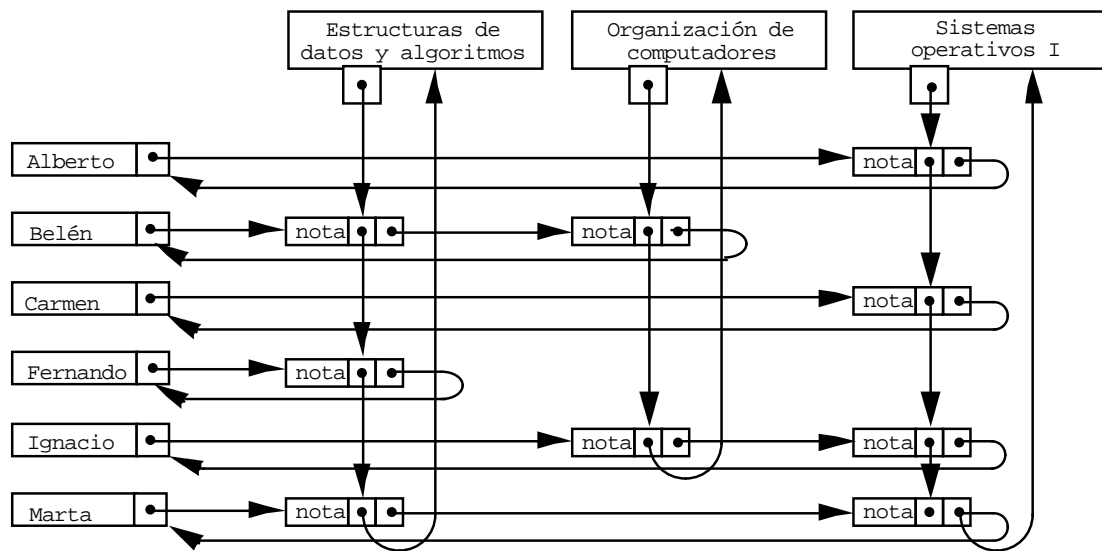 Estructuras de
datos y algoritmos
Organización de
computadores
Sistemas
operativos I
Alberto
nota
Belén
nota
nota
Carmen
nota
Fernando
nota
Ignacio
nota
nota
Marta
nota
nota